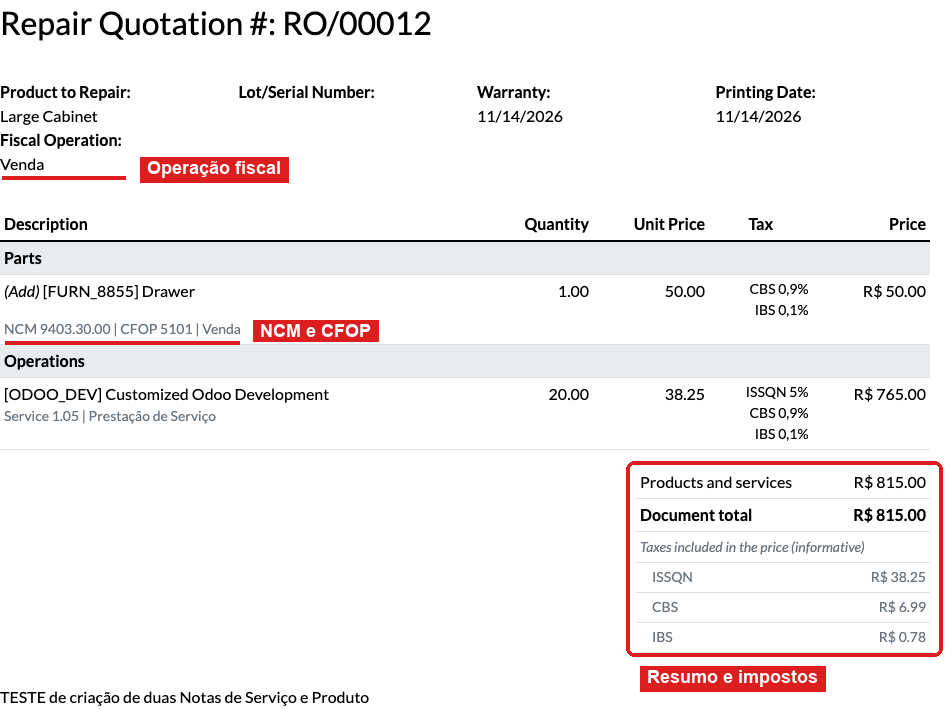 Repair Quotation #: RO/00012
Product to Repair: Lot/Serial Number: Warranty: Printing Date:
Large Cabinet 11/14/2026 11/14/2026
Fiscal Operation:
Venda Operação fiscal
Description Quantity Unit Price Tax Price
Parts
(Add) [FURN_8855] Drawer 1.00 50.00 CBS 0,9% R$ 50.00
IBS 0,1%
NCM 9403.30.00 | CFOP 5101 | Venda NCM e CFOP
Operations
[ODOO_DEV] Customized Odoo Development 20.00 38.25 ISSQN 5% R$ 765.00
Service 1.05 | Prestação de Serviço CBS 0,9%
IBS 0,1%
Products and services R$ 815.00
Document total R$ 815.00
Taxes included in the price (informative)
ISSQN R$ 38.25
CBS R$ 6.99
IBS R$ 0.78
Resumo e impostos
TESTE de criação de duas Notas de Serviço e Produto